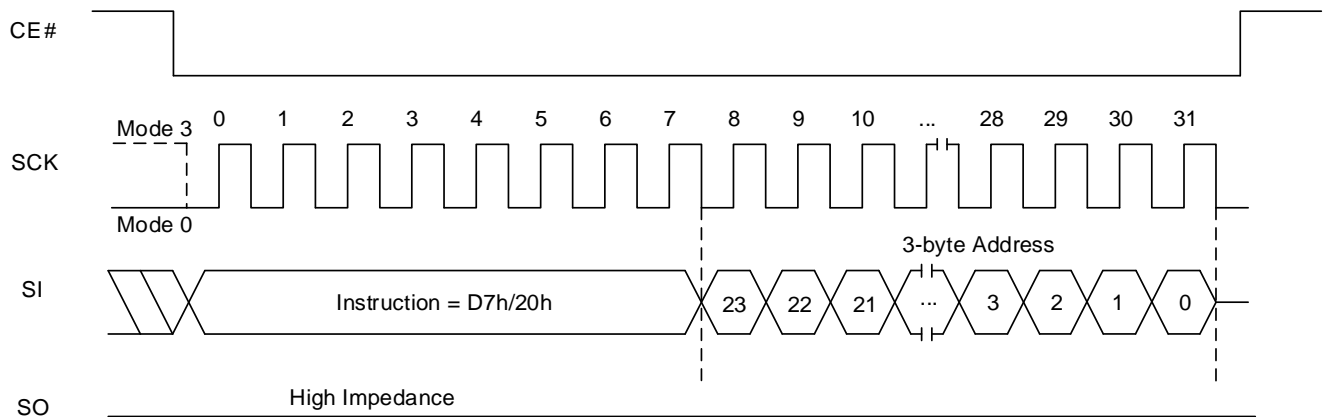 CE#
0 1 2 3 4 5 6 7 8 9 10 ... 28 29 30 31
Mode 3
SCK
Mode 0
3-byte Address
SI
Instruction = D7h/20h 23 22 21 ... 3 2 1 0
High Impedance
SO